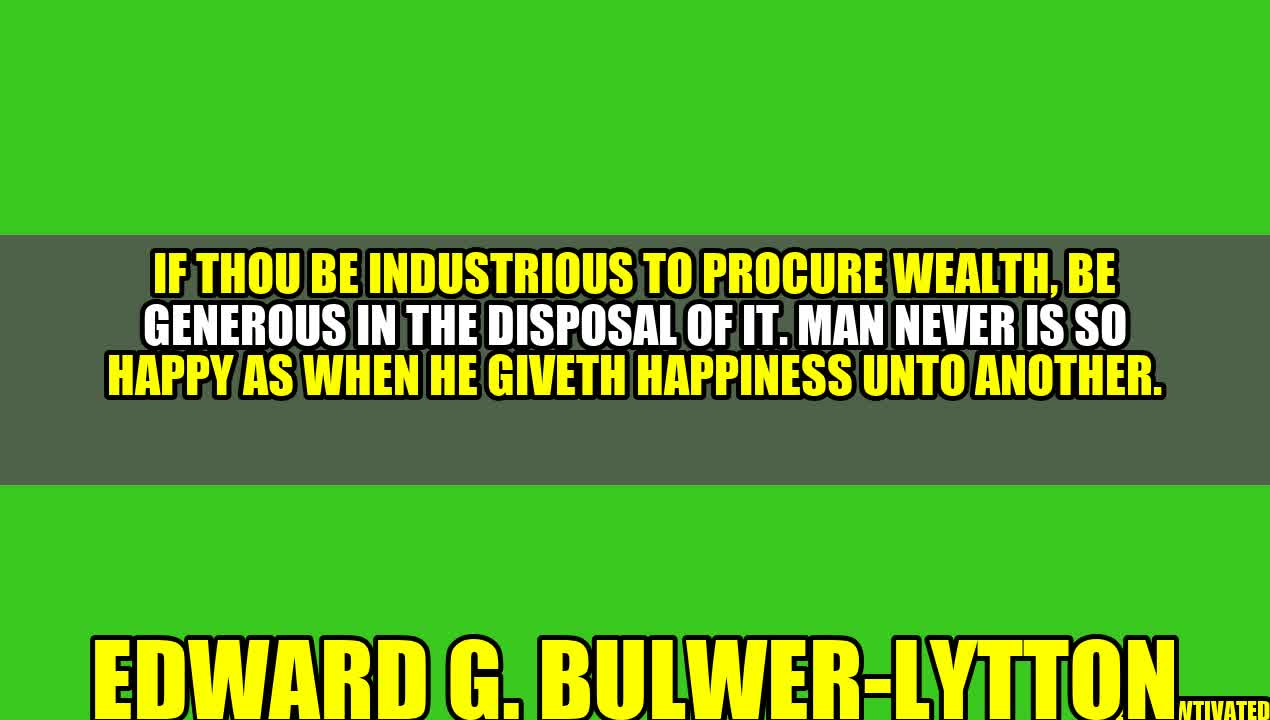 IF THOU BE INDUSTRIOUS TO PROCURE WEALTH, BE
GENEROUS IN THE DISPOSAL OF IT. MAN NEVER IS SO
HAPPY AS WHEN HE GIVETH HAPPINESS UNTO ANOTHER.
EDWARD G. BULWER-LYTTON
NTIVATED